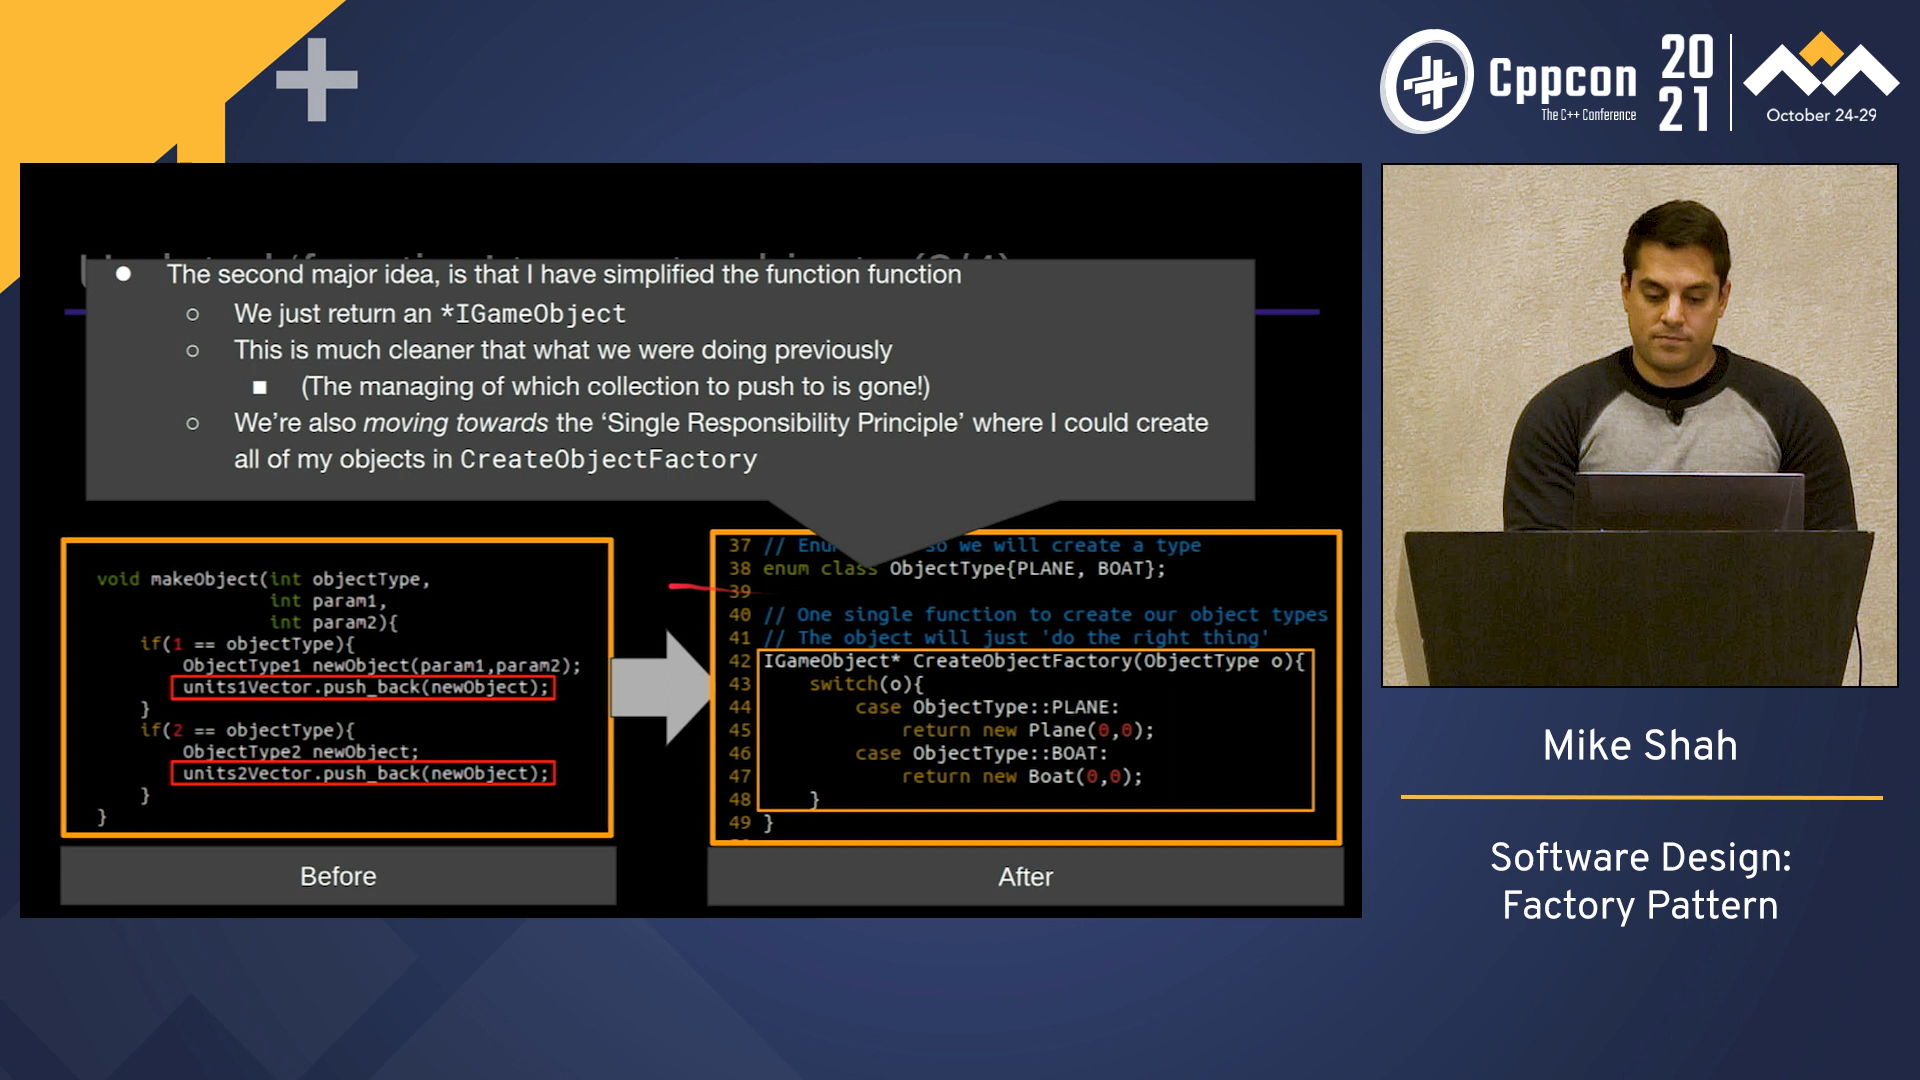 Cppcon
The C++ Conference
20
21
October 24-29
● The second major idea, is that I have simplified the function function
○ We just return an *IGameObject
○ This is much cleaner that what we were doing previously
■ (The managing of which collection to push to is gone!)
○ We're also moving towards the ‘Single Responsibility Principle’ where I could create
all of my objects in CreateObjectFactory
void makeObject(int objectType,
int param1,
int param2){
if(1 == objectType){
ObjectType1 newObject(param1,param2);
units1Vector.push_back(newObject);
}
if(2 == objectType){
ObjectType2 newObject;
units2Vector.push_back(newObject);
}
}
Before
37 // so we will create a type
38 enum class ObjectType{PLANE, BOAT};
39
40 // One single function to create our object types
41 // The object will just 'do the right thing'
42 IGameObject* CreateObjectFactory(ObjectType o){
43 switch(o){
44 case ObjectType::PLANE:
45 return new Plane(0,0);
46 case ObjectType::BOAT:
47 return new Boat(0,0);
48 }
49 }
After
Mike Shah
Software Design:
Factory Pattern